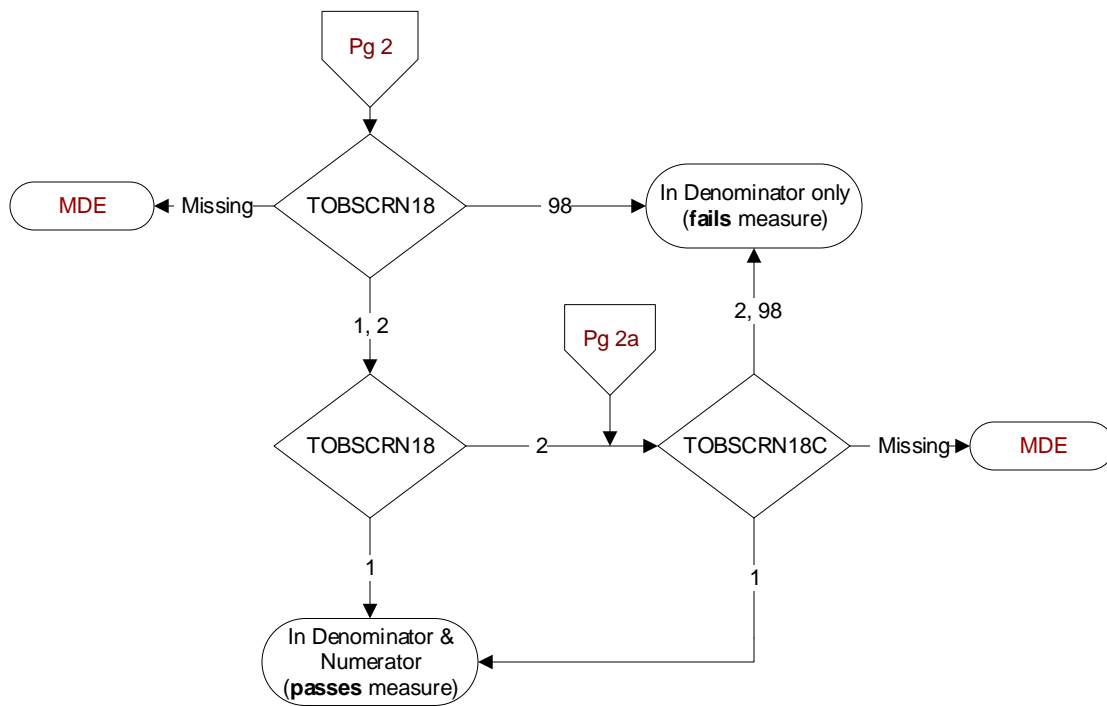 Pg 2
MDE
Missing
TOBSCRN18
98
In Denominator only
(fails measure)
1, 2
Pg 2a
2, 98
TOBSCRN18
2
TOBSCRN18C
Missing
MDE
1
1
In Denominator &
Numerator
(passes measure)